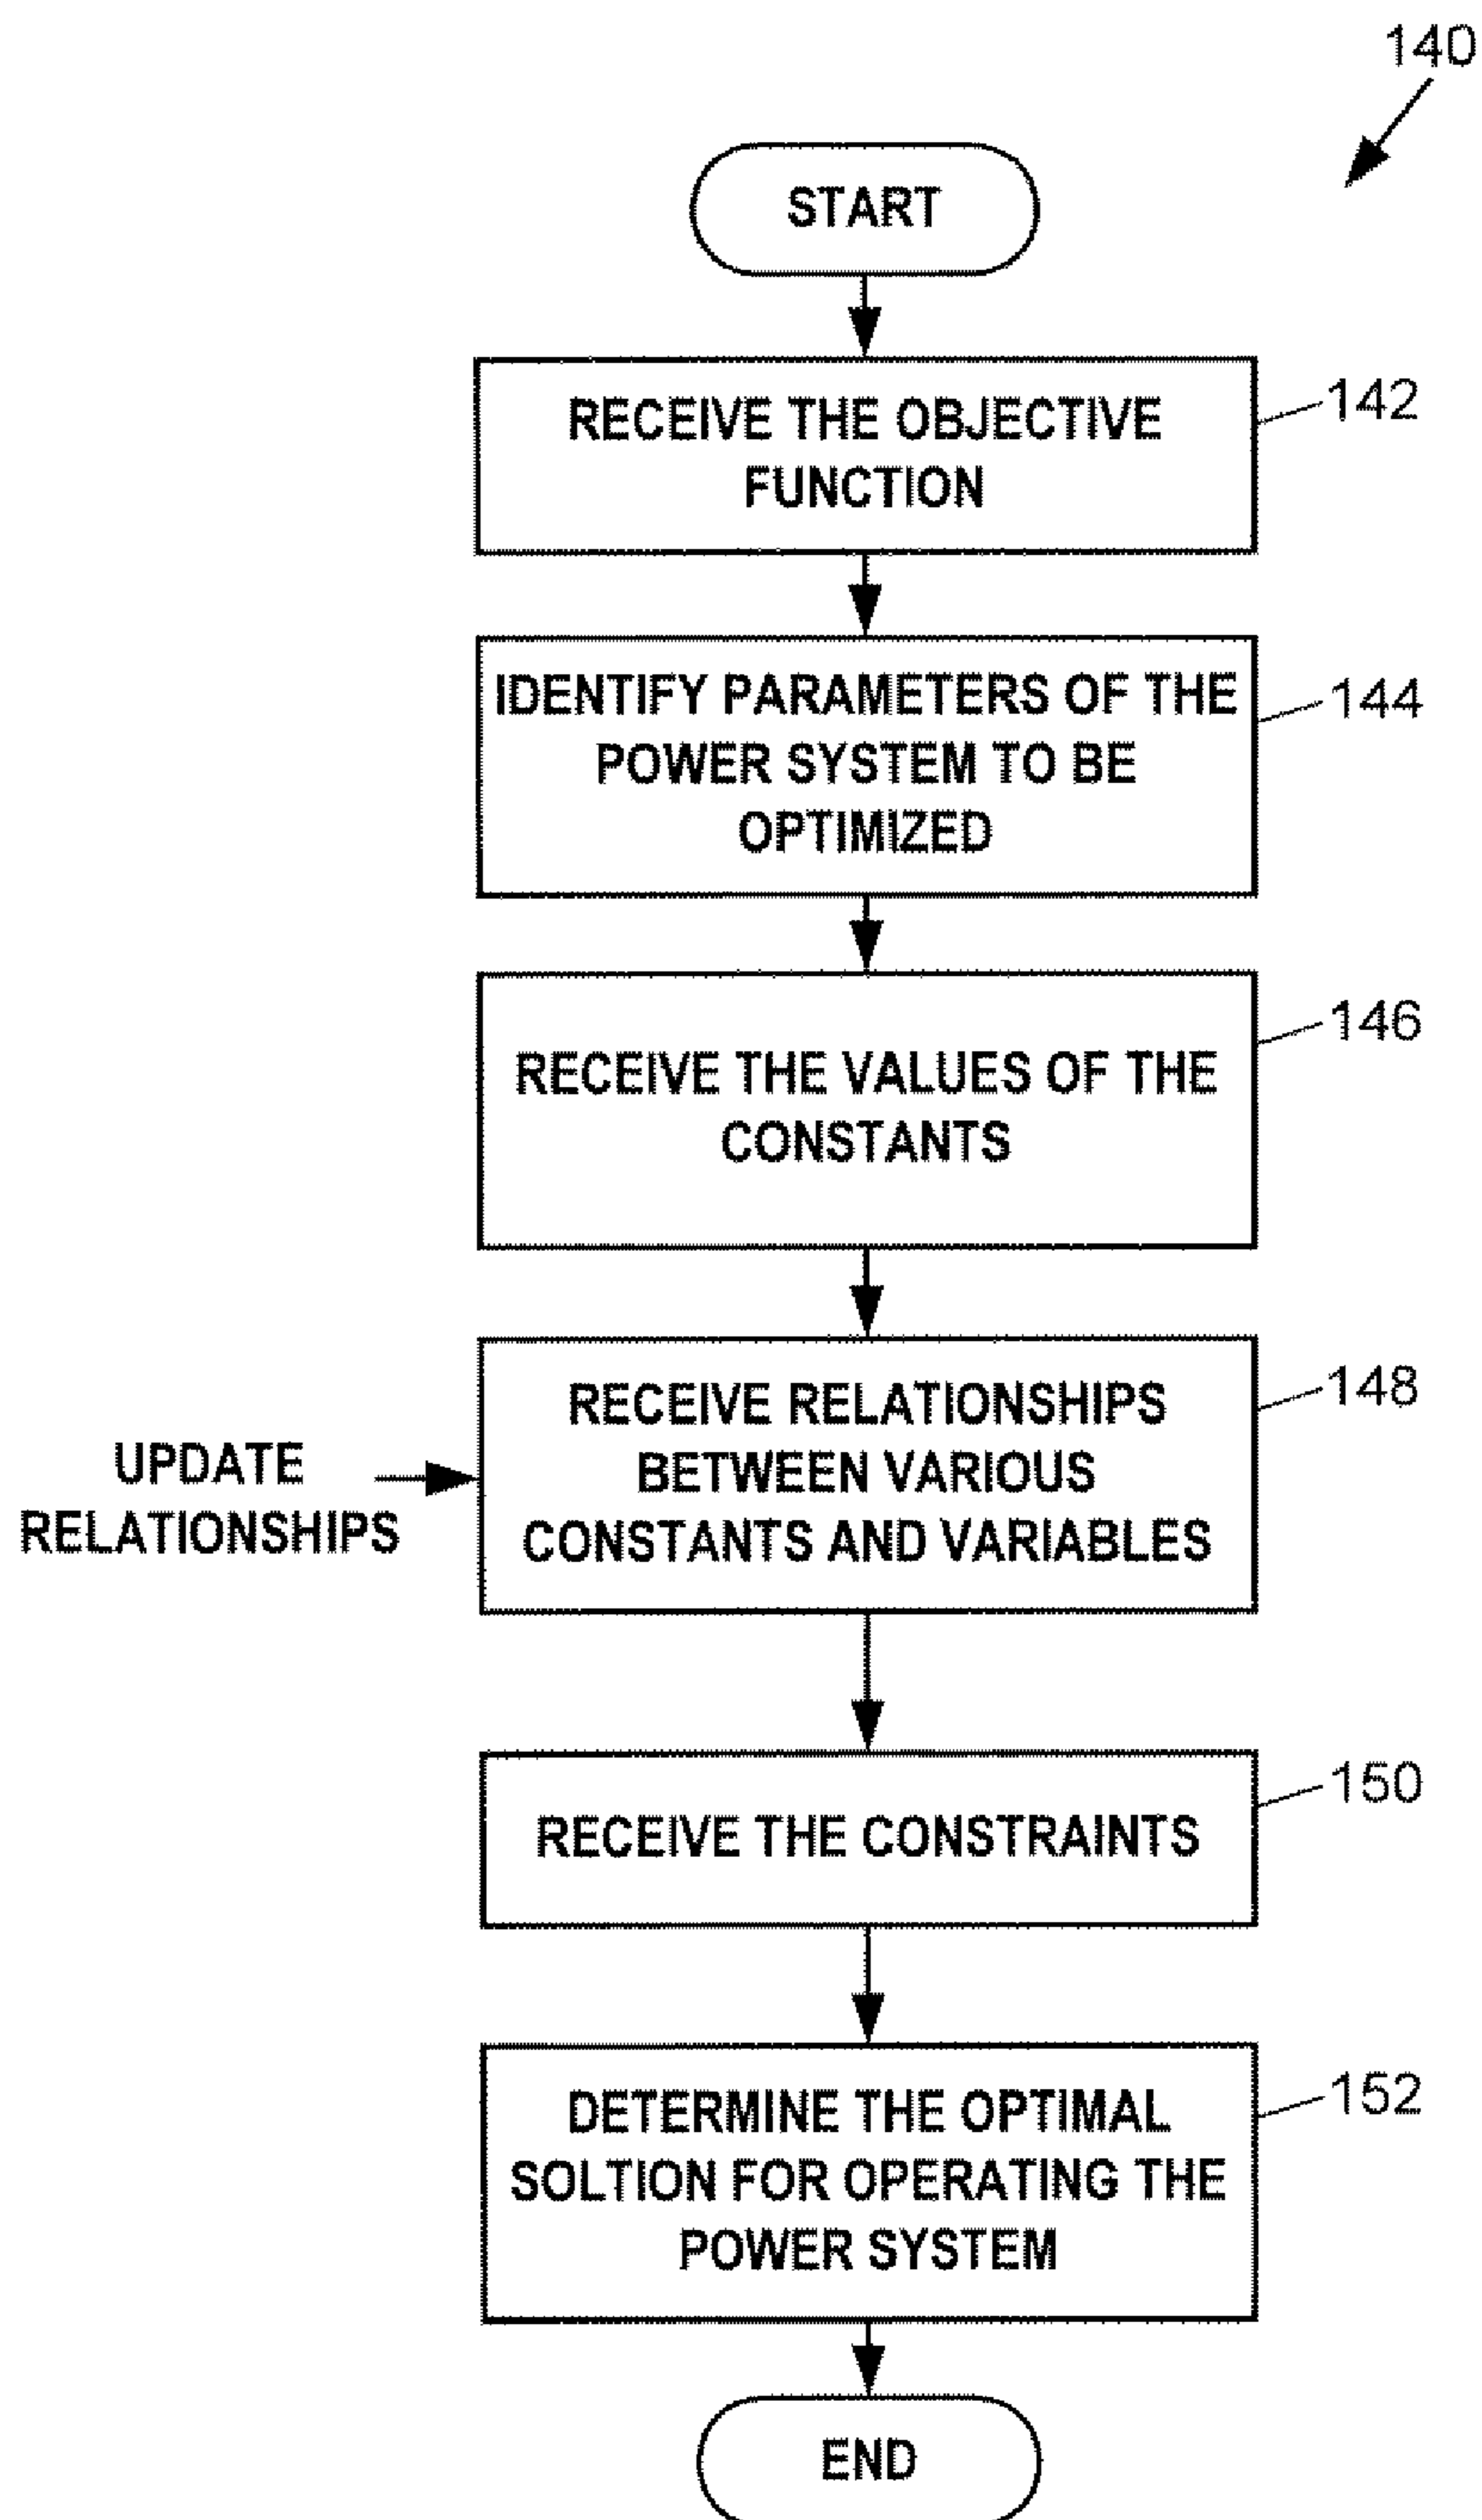 140
START
RECEIVE THE OBJECTIVE
FUNCTION
142
IDENTIFY PARAMETERS OF THE
POWER SYSTEM TO BE
OPTIMIZED
144
RECEIVE THE VALUES OF THE
CONSTANTS
146
UPDATE
RELATIONSHIPS
RECEIVE RELATIONSHIPS
BETWEEN VARIOUS
CONSTANTS AND VARIABLES
148
RECEIVE THE CONSTRAINTS
150
DETERMINE THE OPTIMAL
SOLTION FOR OPERATING THE
POWER SYSTEM
152
END